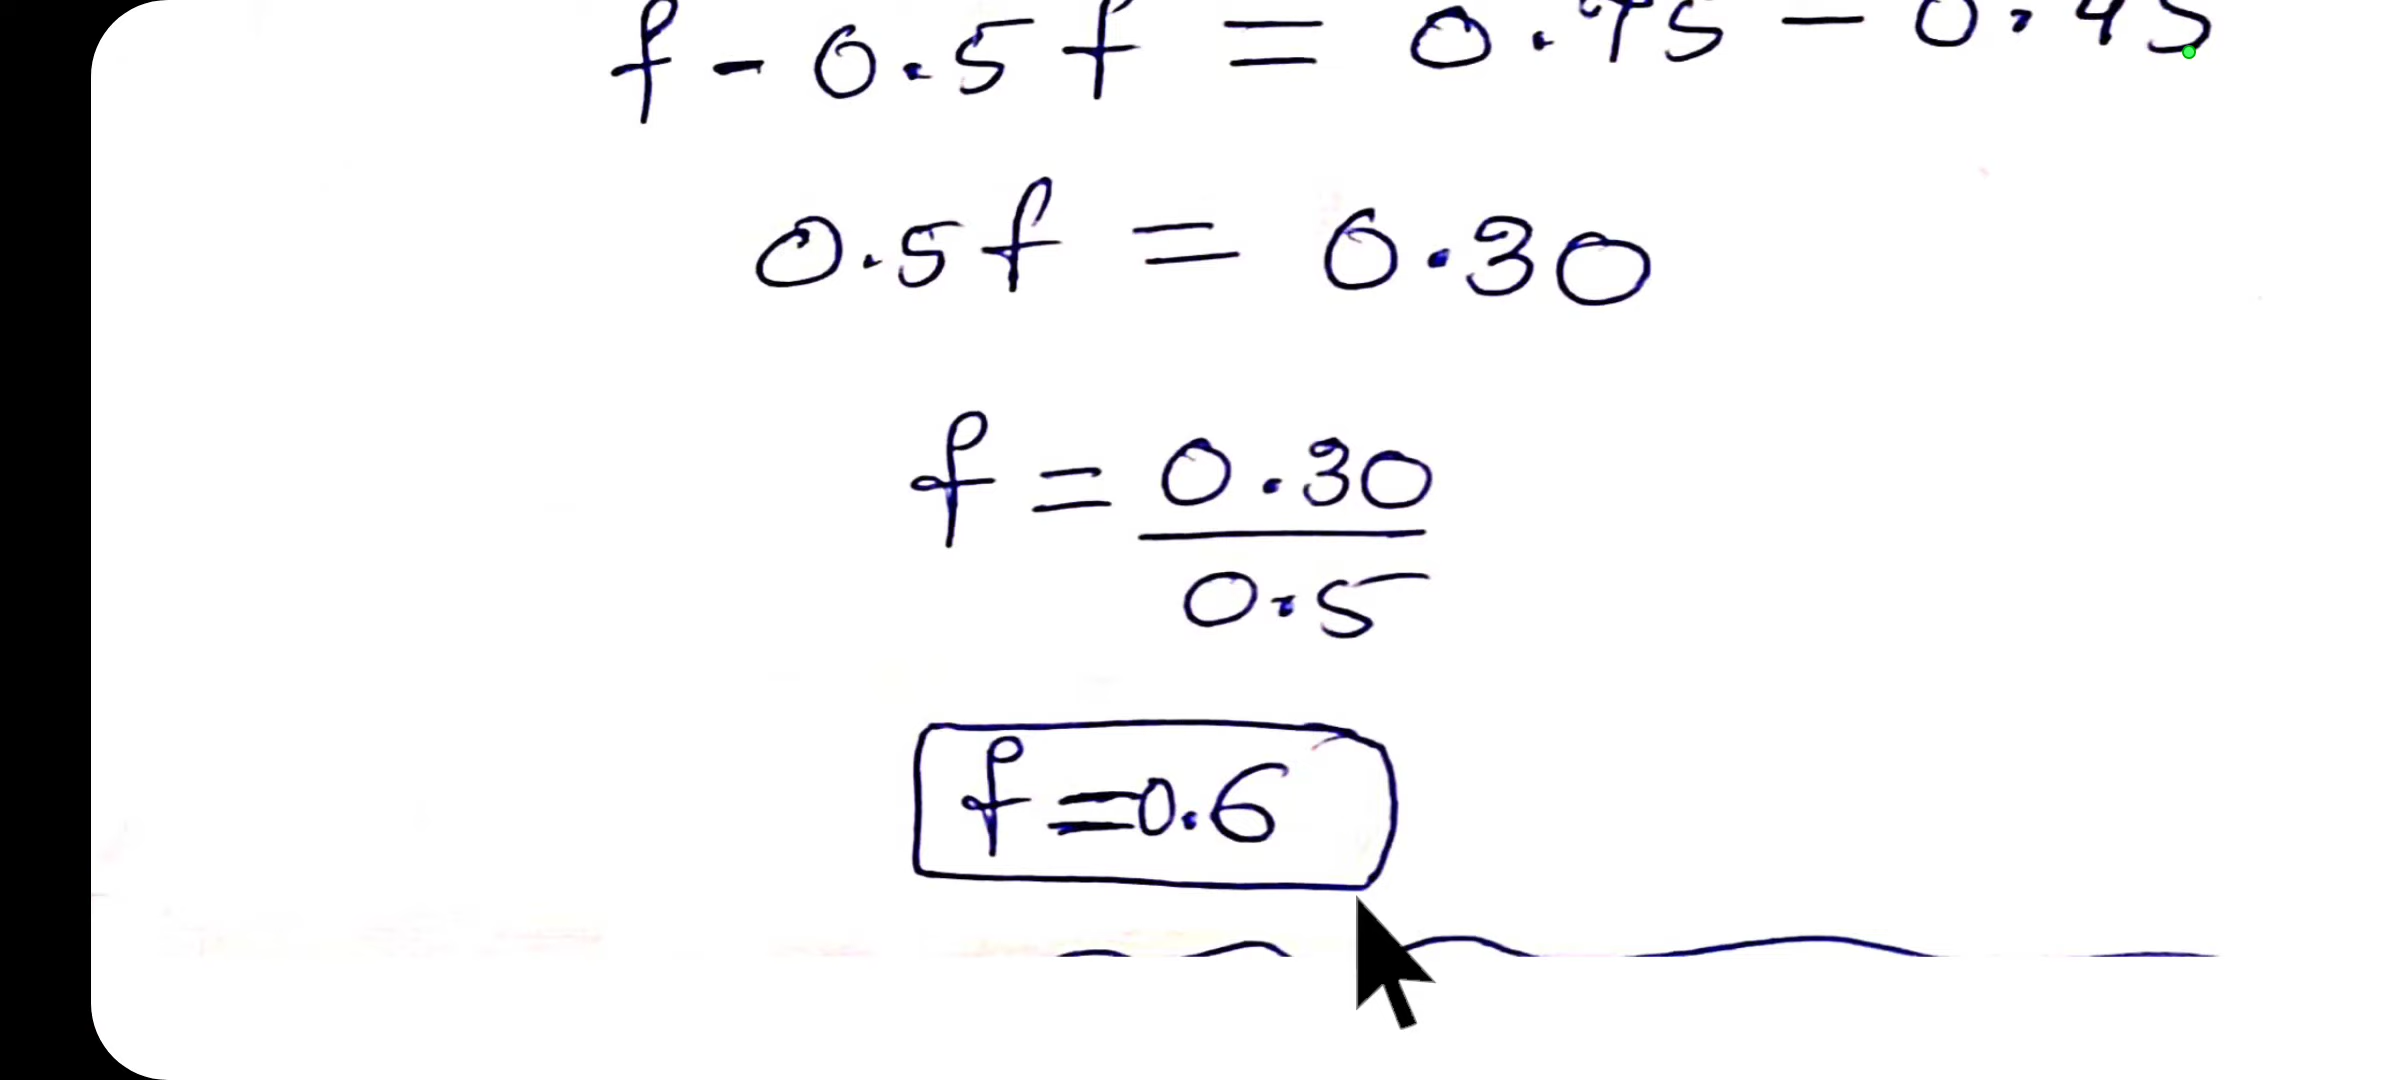 f - 0.5f = 0.75 - 0.45
0.5f = 0.30
f = 0.30
0.5
f = 0.6